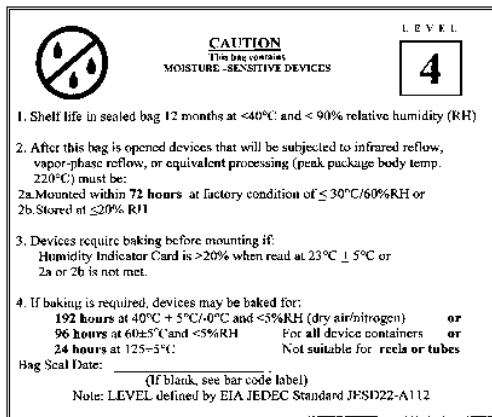 LEVEL
4
CAUTION
This bag contains
MOISTURE -SENSITIVE DEVICES
1. Shelf life in sealed bag 12 months at <40°C and < 90% relative humidity (RH)
2. After this bag is opened devices that will be subjected to infrared reflow,
vapor-phase reflow, or equivalent processing (peak package body temp.
220°C) must be:
2a.Mounted within 72 hours at factory condition of ≤ 30°C/60%RH or
2b.Stored at ≤20% RH
3. Devices require baking before mounting if:
Humidity Indicator Card is >20% when read at 23°C ± 5°C or
2a or 2b is not met.
4. If baking is required, devices may be baked for:
192 hours at 40°C + 5°C/-0°C and <5%RH (dry air/nitrogen) or
96 hours at 60±5°C and <5%RH For all device containers or
24 hours at 125±5°C Not suitable for reels or tubes
Bag Seal Date:
(If blank, see bar code label)
Note: LEVEL defined by EIA JEDEC Standard JESD22-A112